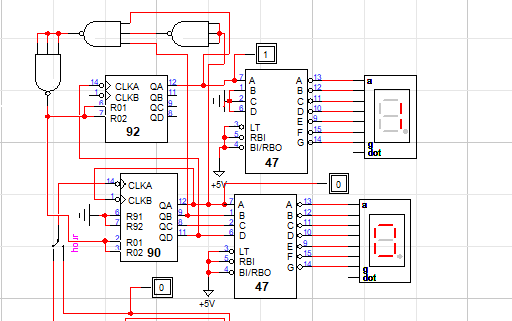 1
14 CLKA QA 12
1 CLKB QB 11
QC 9
6 R01 QD 8
7 R02
92
7 A A 13
1 B B 12
2 C C 11
6 D D 10
E 9
3 LT F 15
5 RBI G 14
4 BI/RBO
47
a
g
dot
+5V
0
14 CLKA
1 CLKB
QA 12
6 R91 QB 9
7 R92 QC 8
2 R01 QD 11
3 R02
90
hour
7 A A 13
1 B B 12
2 C C 11
6 D D 10
E 9
3 LT F 15
5 RBI G 14
4 BI/RBO
47
a
g
dot
0
+5V